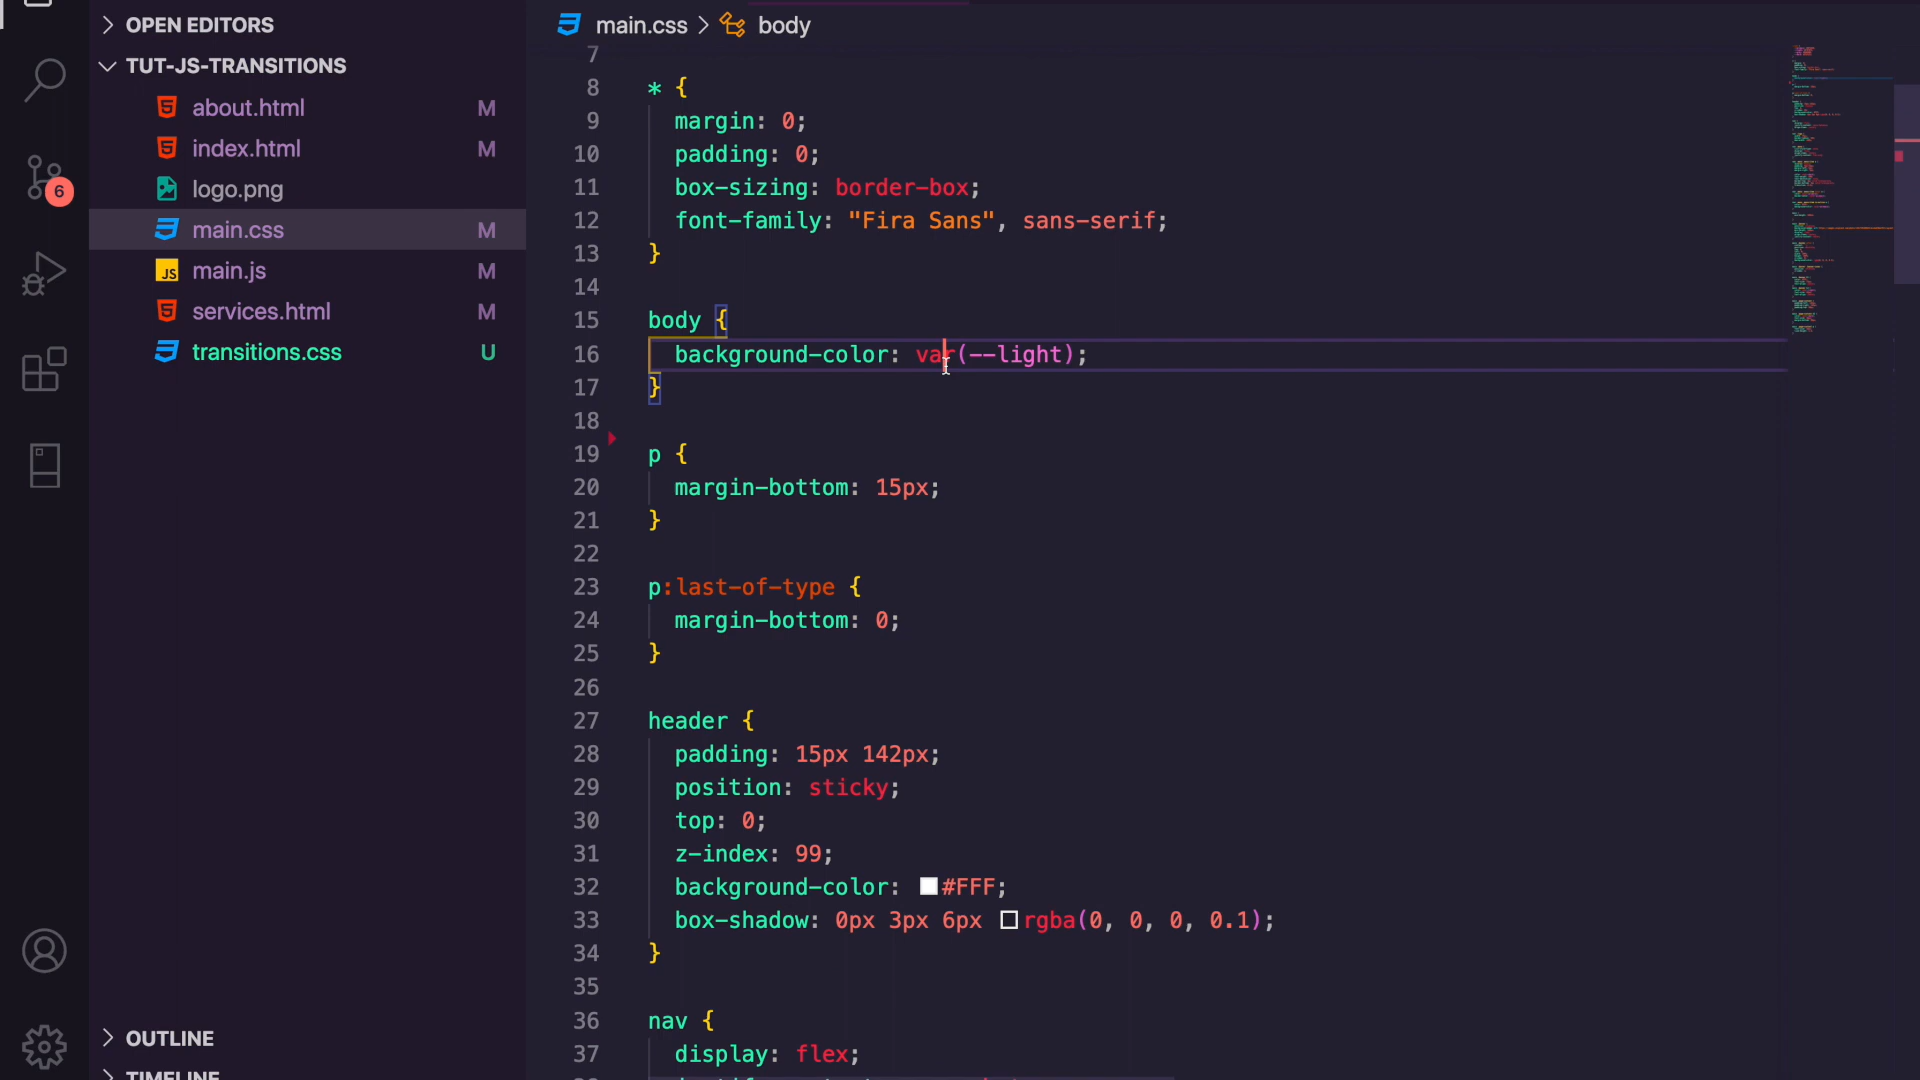 OPEN EDITORS
TUT-JS-TRANSITIONS
about.html M
index.html M
logo.png
main.css M
main.js M
services.html M
transitions.css U
OUTLINE
TIMELINE
6
main.css > body
7
8 * {
9 margin: 0;
10 padding: 0;
11 box-sizing: border-box;
12 font-family: "Fira Sans", sans-serif;
13 }
14
15 body {
16 background-color: var(--light);
17 }
18
19 p {
20 margin-bottom: 15px;
21 }
22
23 p:last-of-type {
24 margin-bottom: 0;
25 }
26
27 header {
28 padding: 15px 142px;
29 position: sticky;
30 top: 0;
31 z-index: 99;
32 background-color: #FFF;
33 box-shadow: 0px 3px 6px rgba(0, 0, 0, 0.1);
34 }
35
36 nav {
37 display: flex;